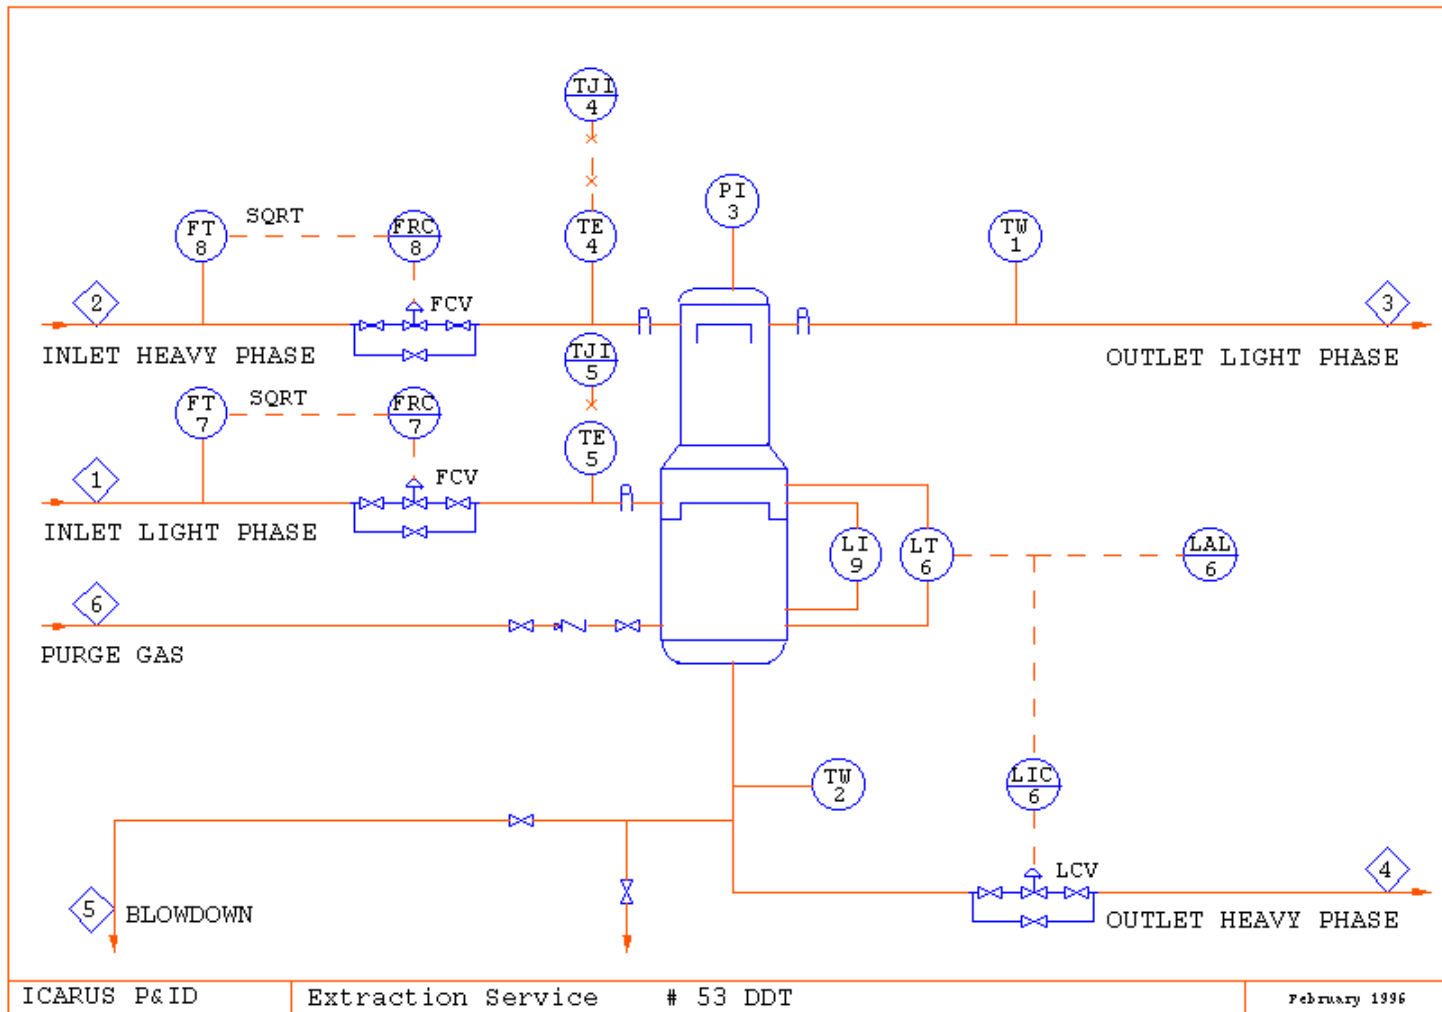 TJI
4
PI
3
FT
8
SQRT
FRC
8
TE
4
TW
1
2
FCV
3
INLET HEAVY PHASE
TJI
5
OUTLET LIGHT PHASE
FT
7
SQRT
FRC
7
TE
5
1
FCV
INLET LIGHT PHASE
LI
9
LT
6
LAL
6
6
PURGE GAS
TW
2
LIC
6
LCV
4
5
BLOWDOWN
OUTLET HEAVY PHASE
ICARUS P&ID
Extraction Service # 53 DDT
February 1996